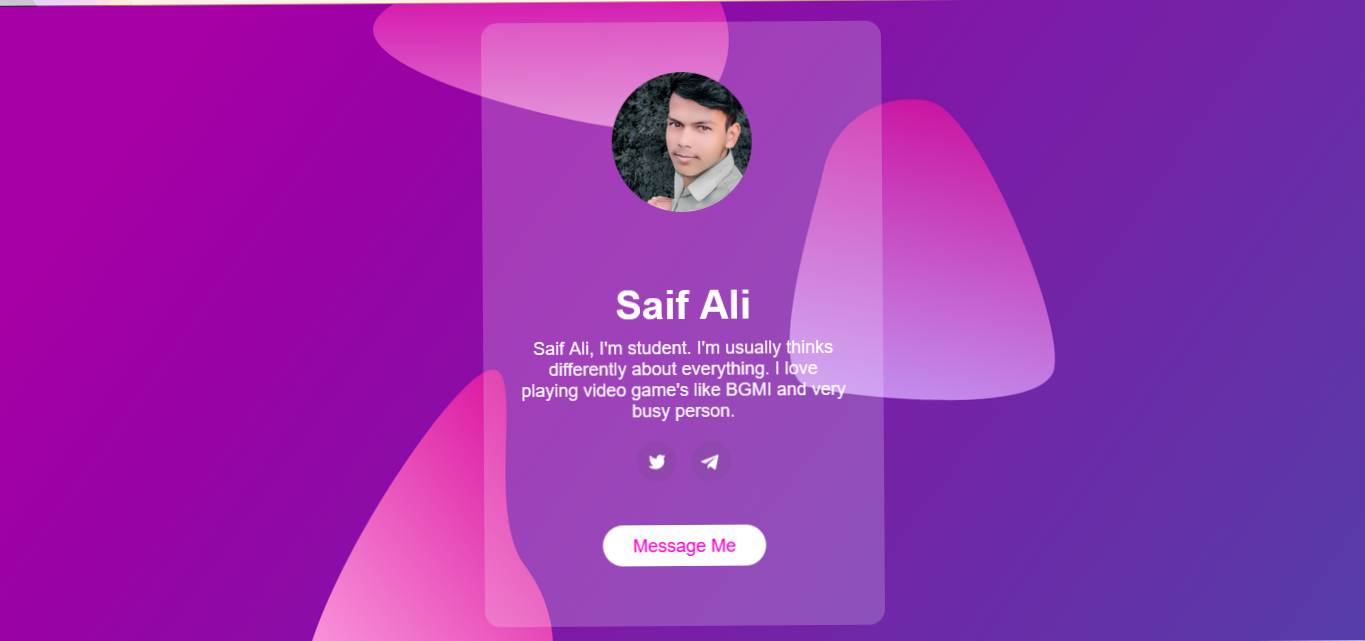 Saif Ali
Saif Ali, I'm student. I'm usually thinks
differently about everything. I love
playing video game's like BGMI and very
busy person.
Message Me